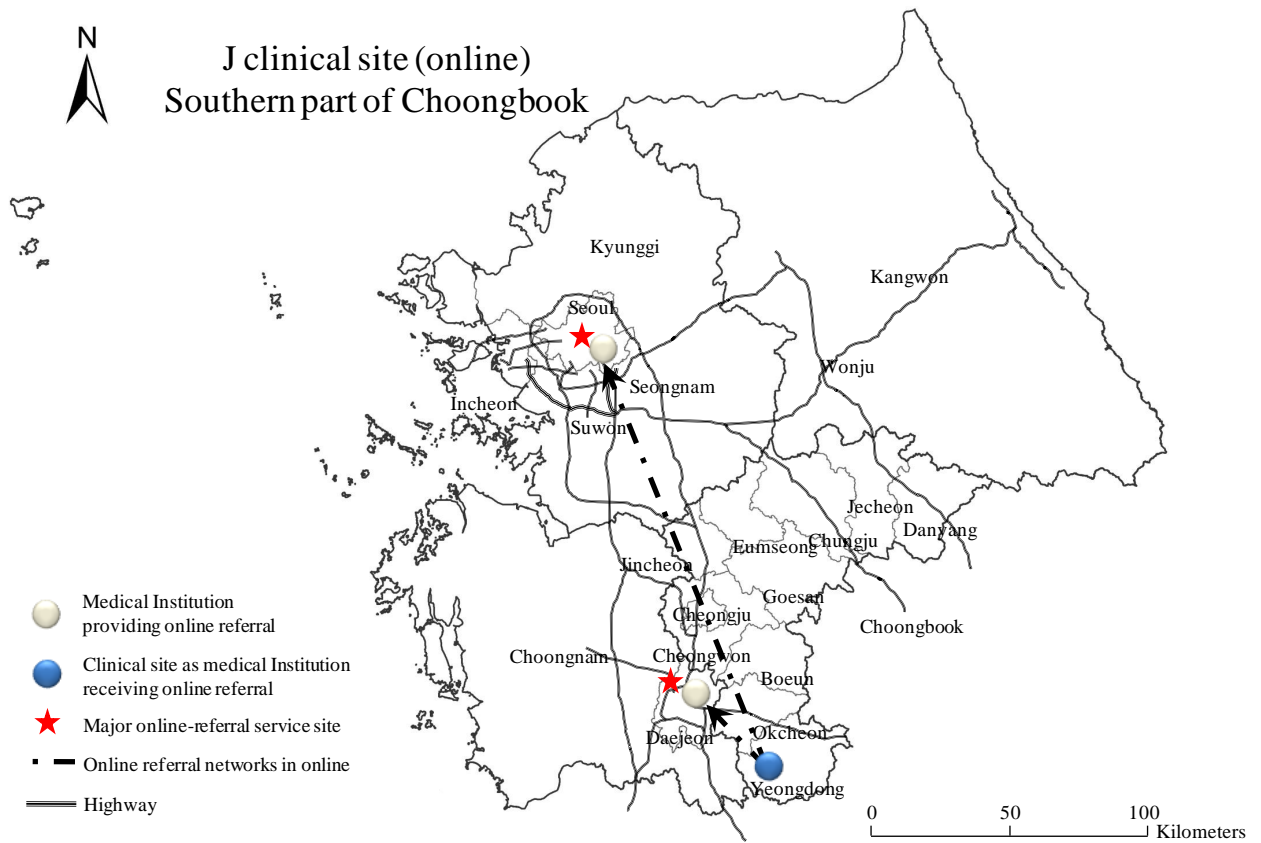 N
J clinical site (online)
Southern part of Choongbook
Kyunggi
Kangwon
Seoul
Wonju
Seongnam
Incheon
Suwon
Jecheon
Danyang
Chungju
Eumseong
Jincheon
Goesan
Cheongju
Choongbook
Choongnam
Cheongwon
Boeun
Okcheon
Daejeon
Yeongdong
Medical Institution
providing online referral
Clinical site as medical Institution
receiving online referral
Major online-referral service site
Online referral networks in online
Highway
0 50 100
Kilometers